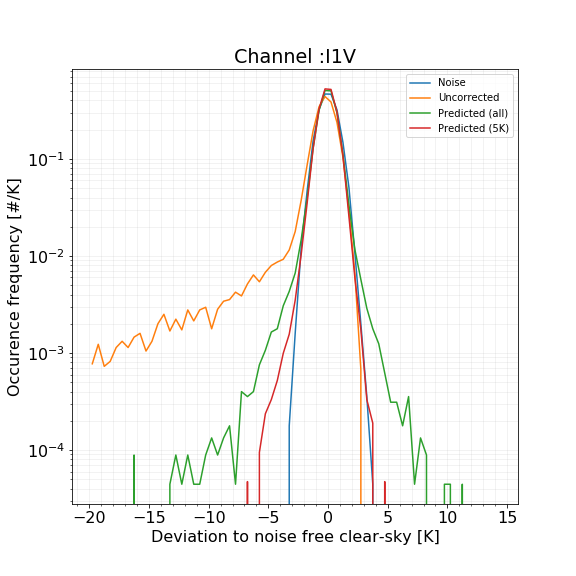 Channel :I1V
Noise
Uncorrected
Predicted (all)
Predicted (5K)
Occurence frequency [#/K]
10⁻¹
10⁻²
10⁻³
10⁻⁴
−20 −15 −10 −5 0 5 10 15
Deviation to noise free clear-sky [K]